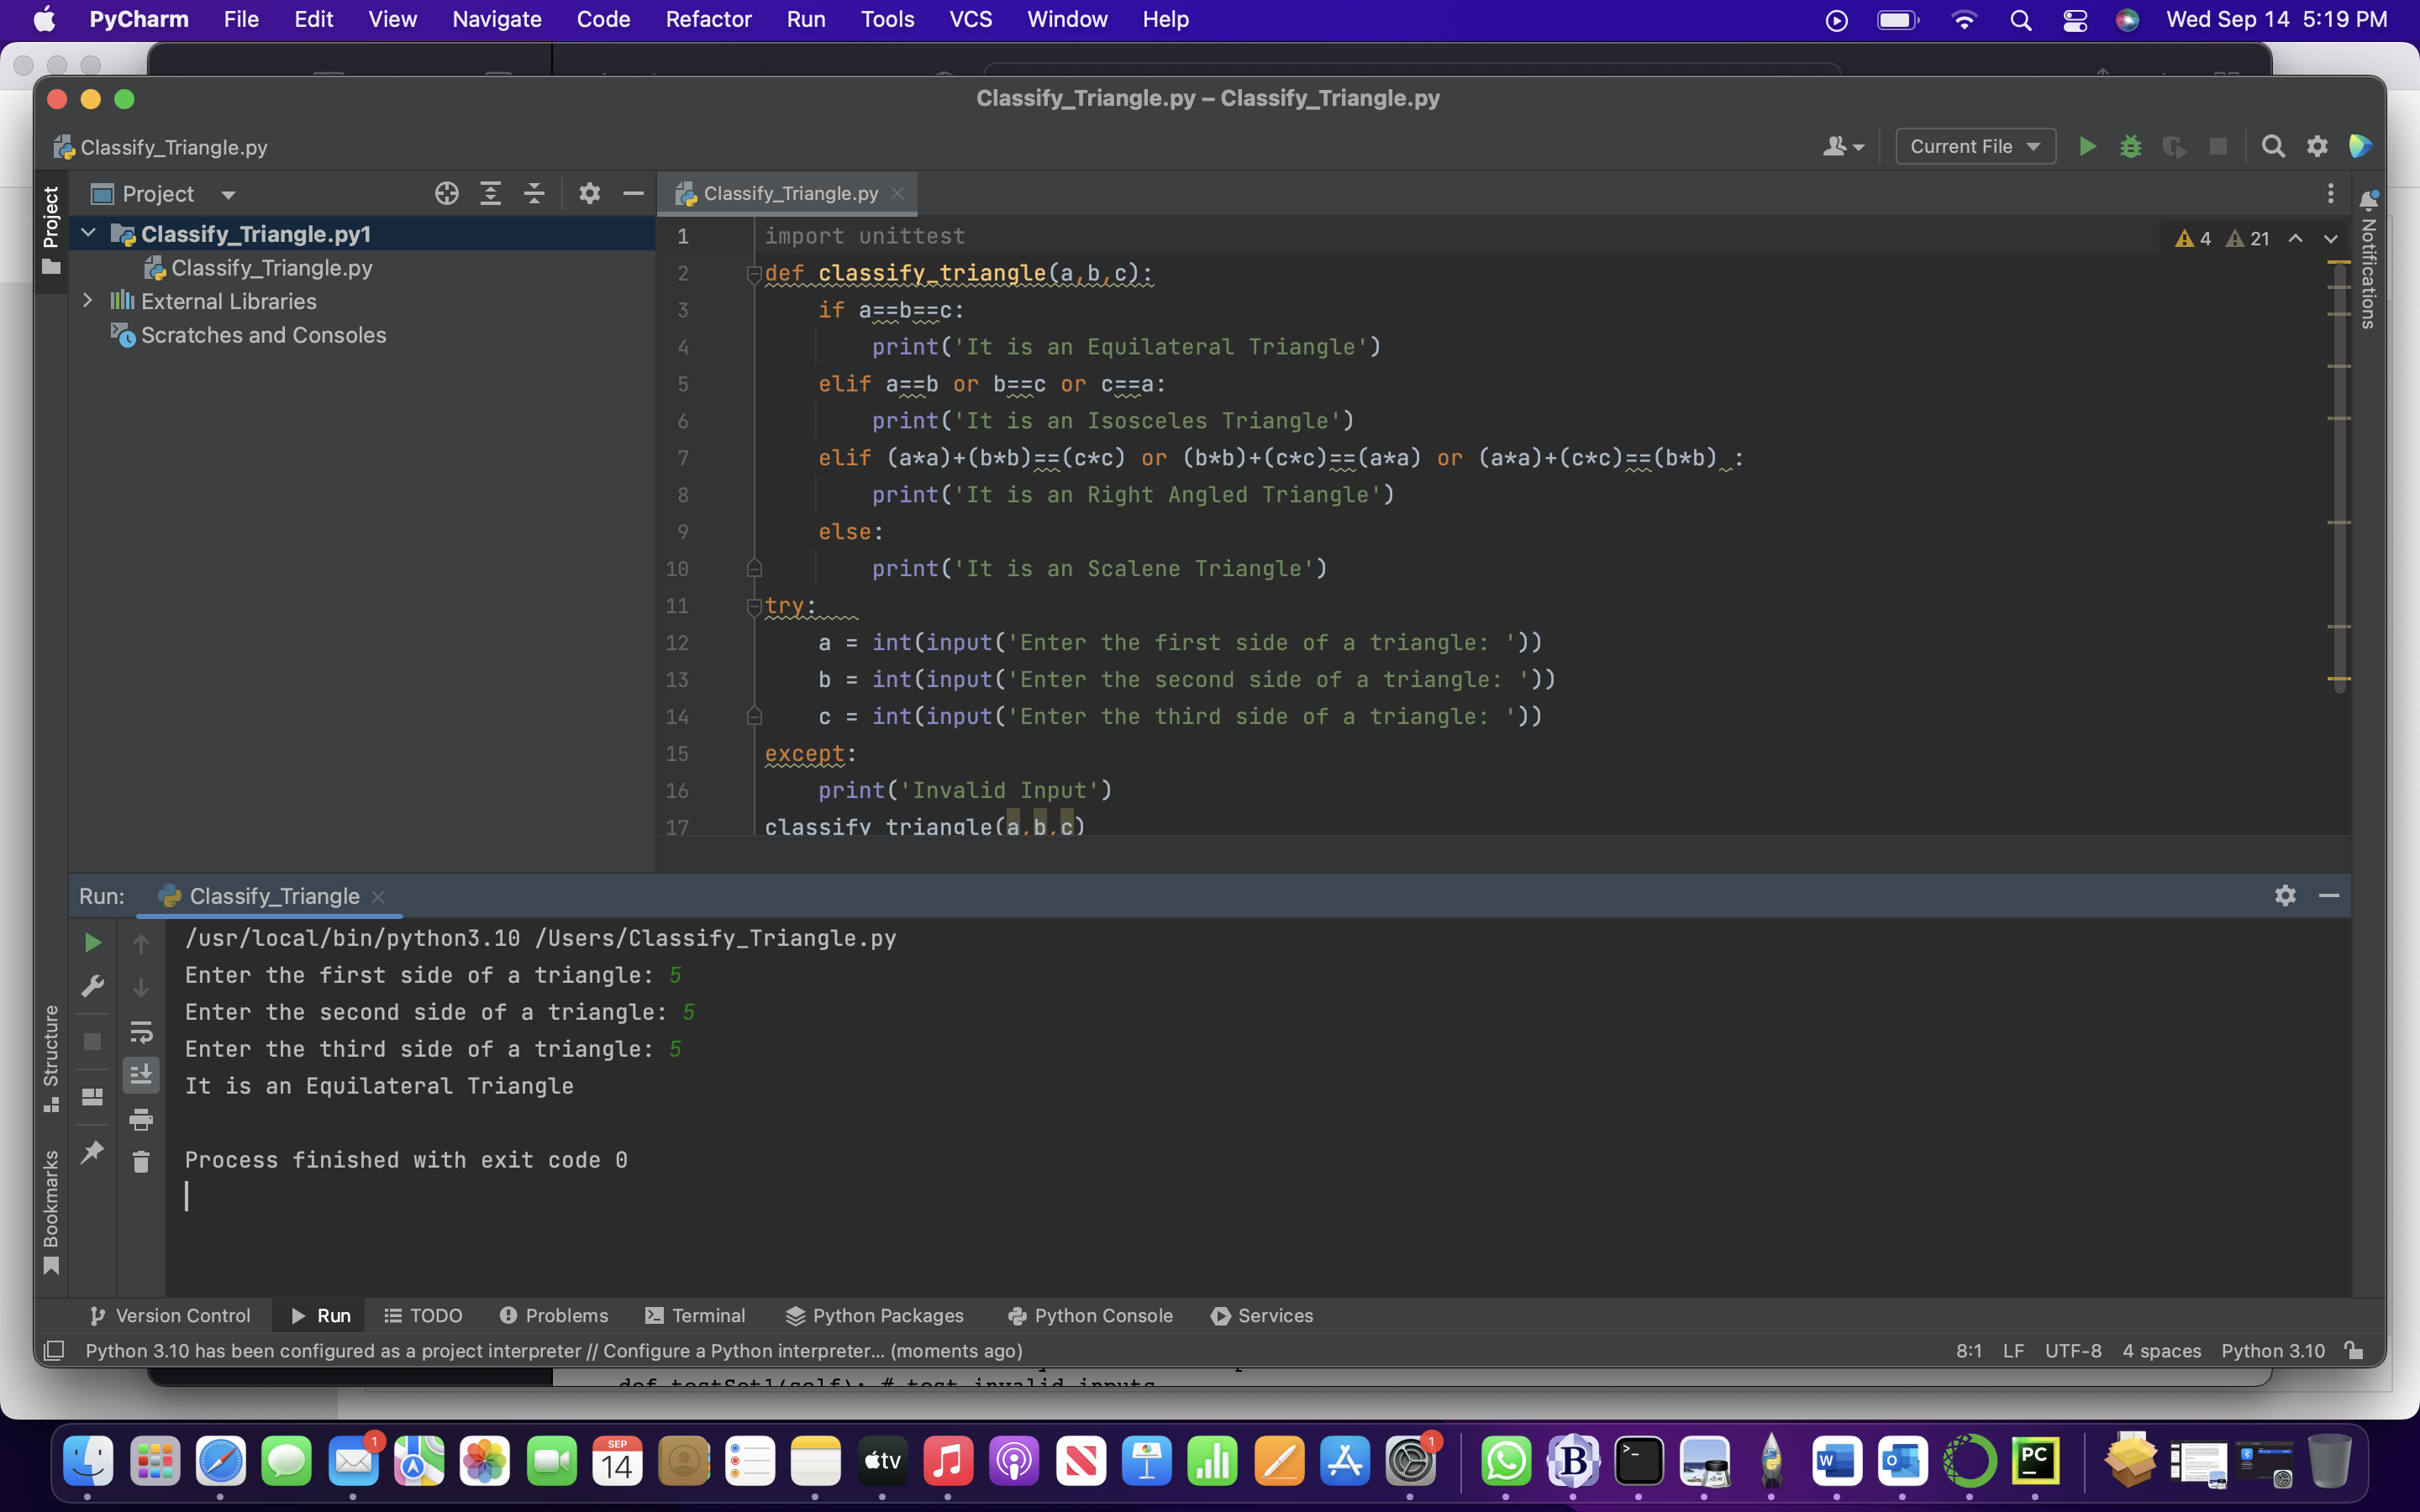 PyCharm File Edit View Navigate Code Refactor Run Tools VCS Window Help Wed Sep 14 5:19 PM
Classify_Triangle.py – Classify_Triangle.py
Classify_Triangle.py Current File
Project Classify_Triangle.py
Project
Notifications
Classify_Triangle.py1
Classify_Triangle.py
External Libraries
Scratches and Consoles
4 21
1 import unittest
2 def classify_triangle(a,b,c):
3 if a==b==c:
4 print('It is an Equilateral Triangle')
5 elif a==b or b==c or c==a:
6 print('It is an Isosceles Triangle')
7 elif (a*a)+(b*b)==(c*c) or (b*b)+(c*c)==(a*a) or (a*a)+(c*c)==(b*b) :
8 print('It is an Right Angled Triangle')
9 else:
10 print('It is an Scalene Triangle')
11 try:
12 a = int(input('Enter the first side of a triangle: '))
13 b = int(input('Enter the second side of a triangle: '))
14 c = int(input('Enter the third side of a triangle: '))
15 except:
16 print('Invalid Input')
17 classify_triangle(a,b,c)
Run: Classify_Triangle
/usr/local/bin/python3.10 /Users/Classify_Triangle.py
Enter the first side of a triangle: 5
Enter the second side of a triangle: 5
Enter the third side of a triangle: 5
It is an Equilateral Triangle
Process finished with exit code 0
Structure
Bookmarks
Version Control Run TODO Problems Terminal Python Packages Python Console Services
Python 3.10 has been configured as a project interpreter // Configure a Python interpreter... (moments ago) 8:1 LF UTF-8 4 spaces Python 3.10
def testSet1(self): # test invalid inputs
1
SEP
14
tv
1
B
>_
W
O
PC